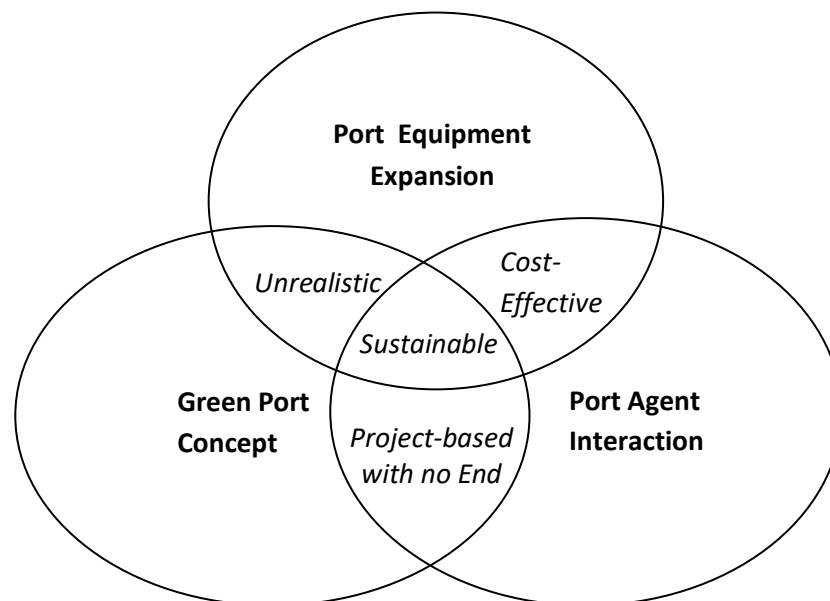 Port Equipment
Expansion
Unrealistic
Cost-
Effective
Sustainable
Green Port
Concept
Port Agent
Interaction
Project-based
with no End